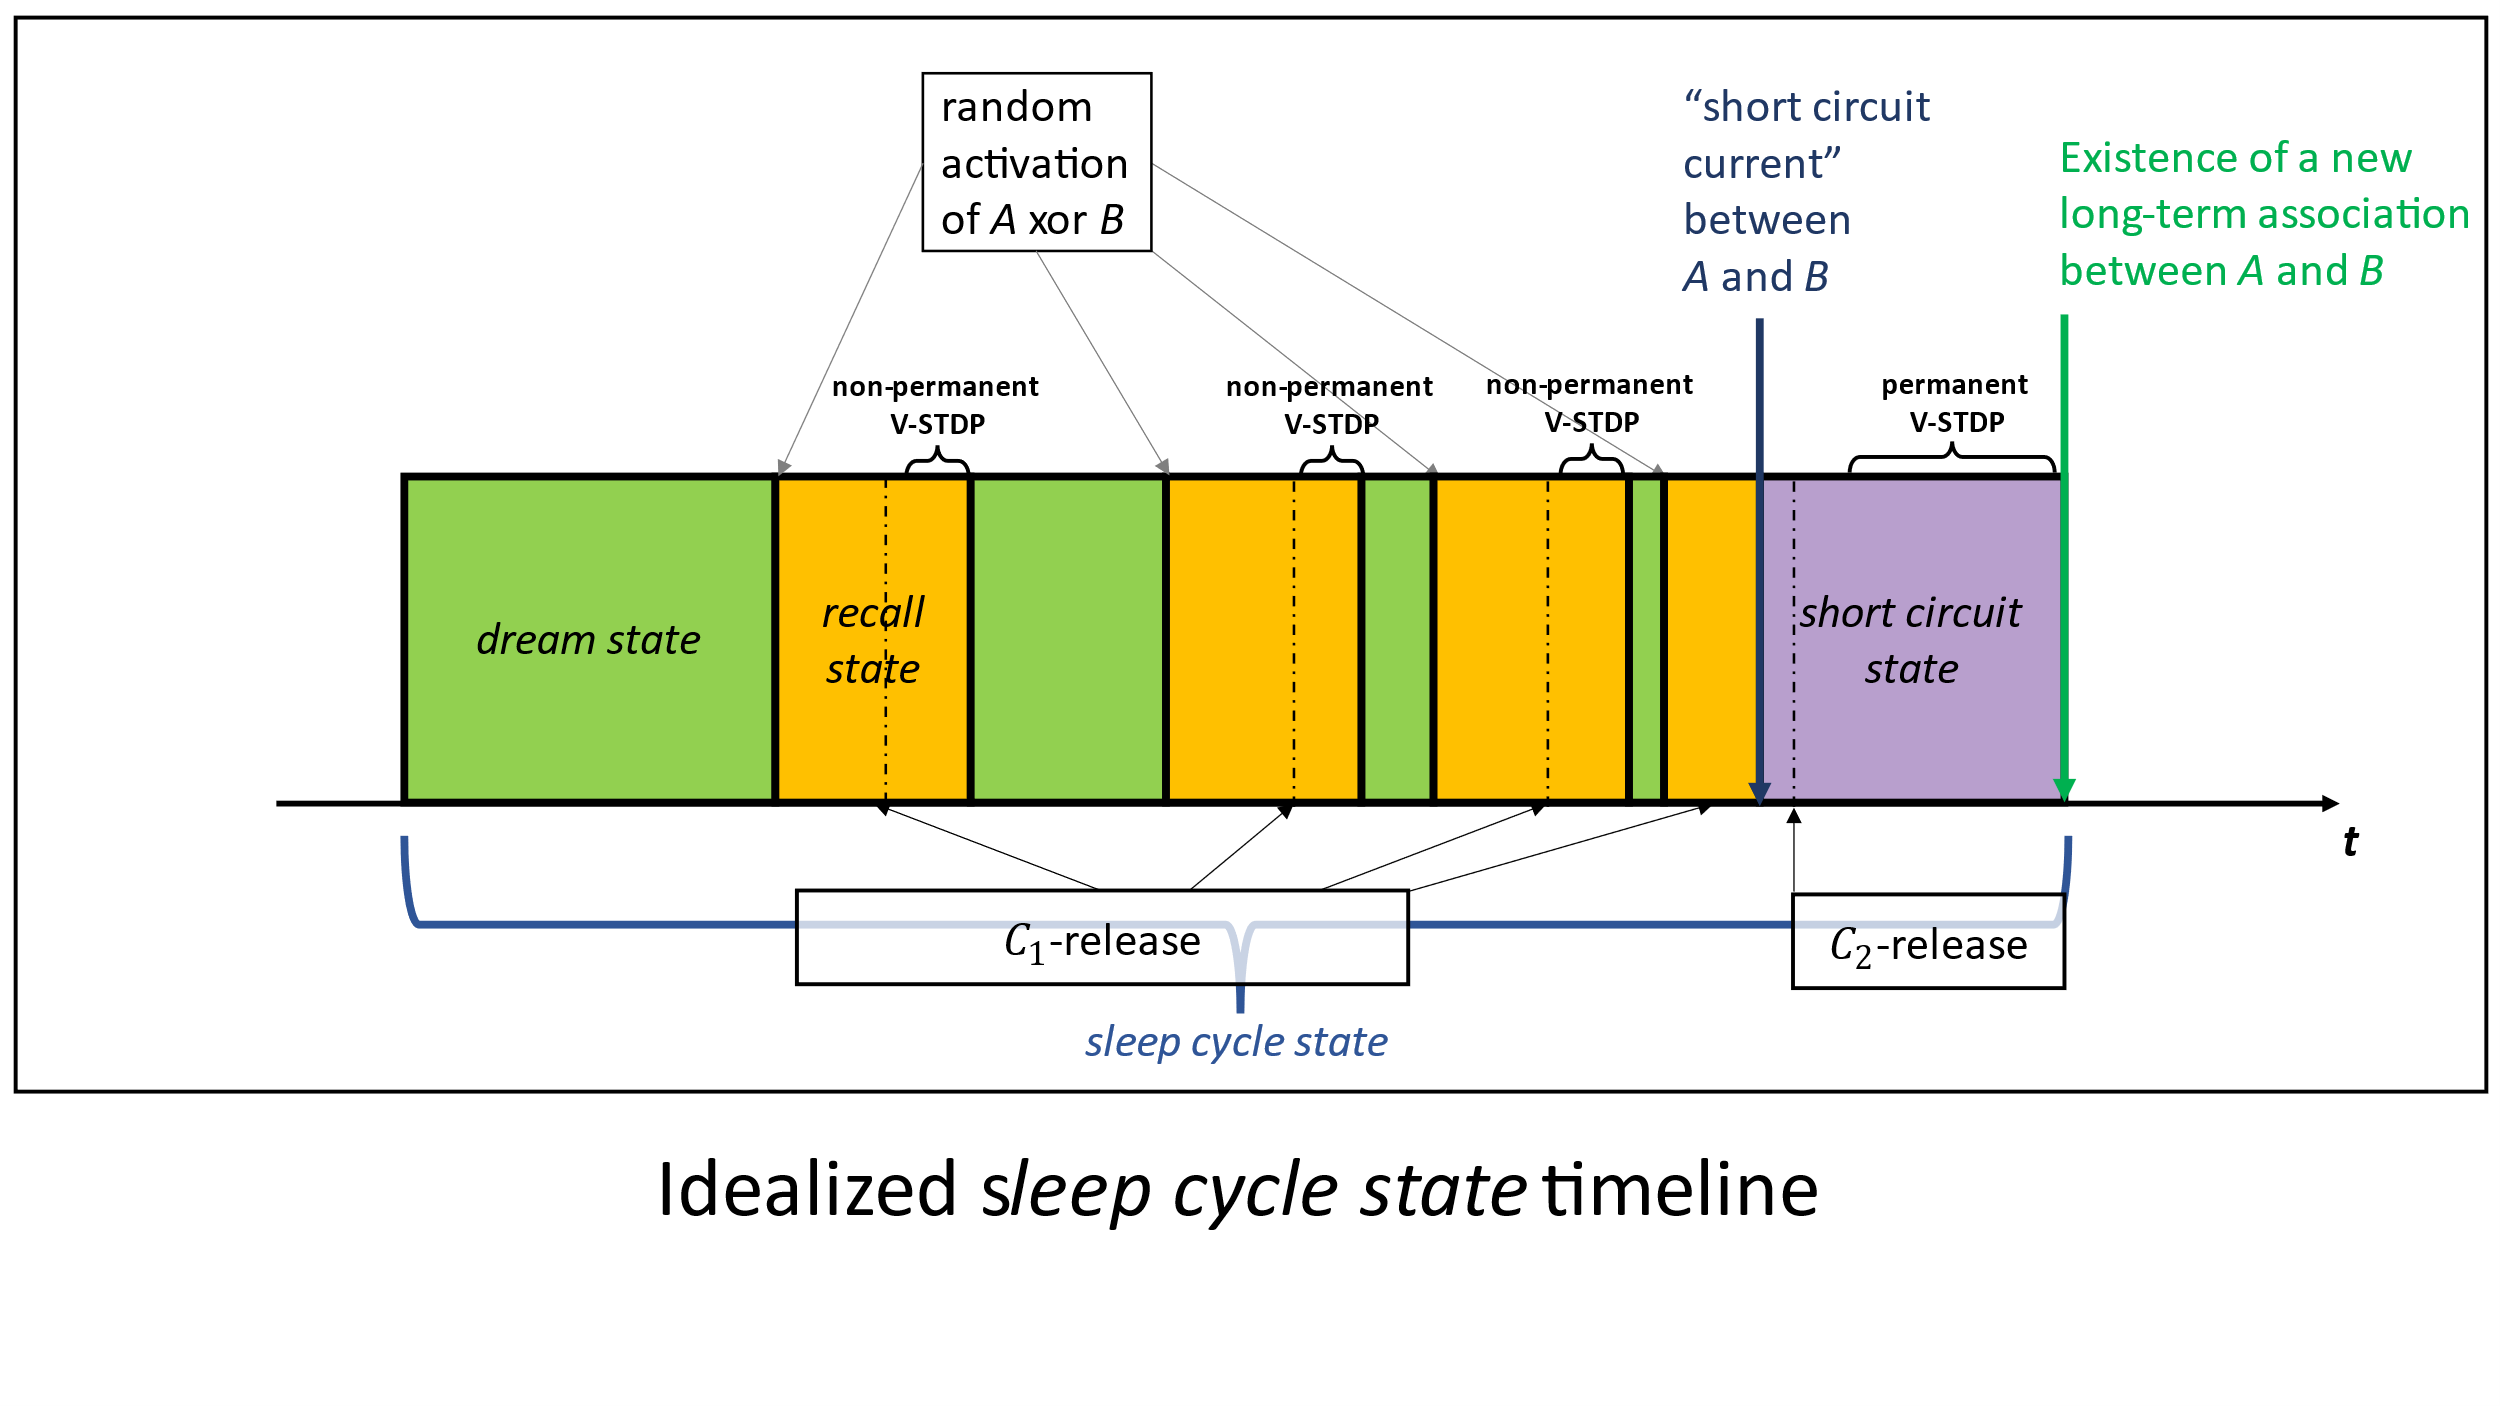 random
activation
of A xor B
“short circuit
current”
between
A and B
Existence of a new
long-term association
between A and B
non-permanent
V-STDP
non-permanent
V-STDP
non-permanent
V-STDP
permanent
V-STDP
dream state
recall
state
short circuit
state
t
C₁-release
C₂-release
sleep cycle state
Idealized sleep cycle state timeline